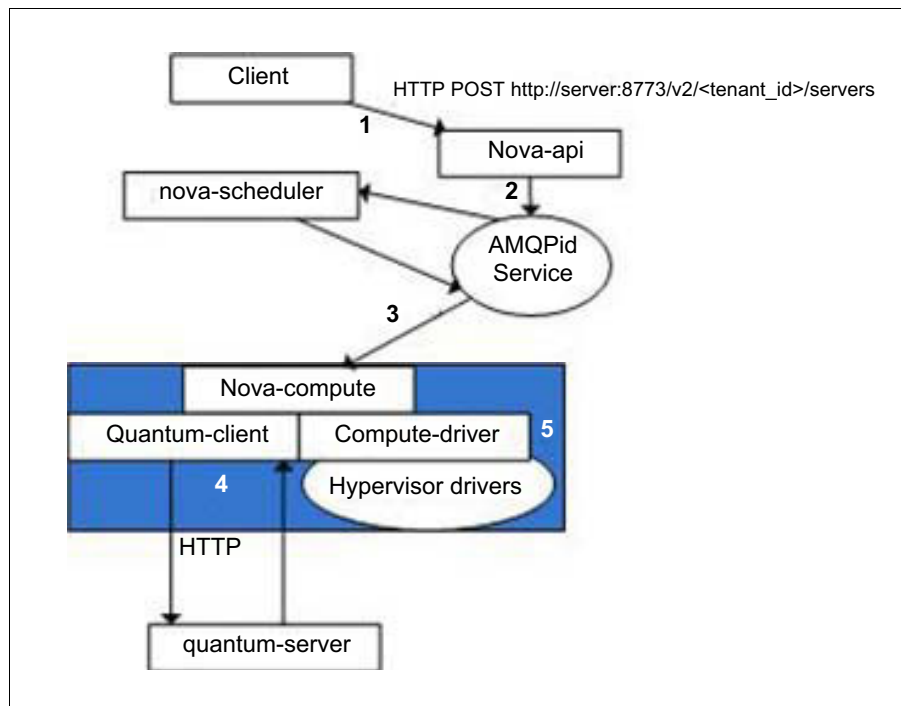 Client
HTTP POST http://server:8773/v2/<tenant_id>/servers
1
Nova-api
2
nova-scheduler
AMQPid
Service
3
Nova-compute
Quantum-client
Compute-driver
5
4
Hypervisor drivers
HTTP
quantum-server